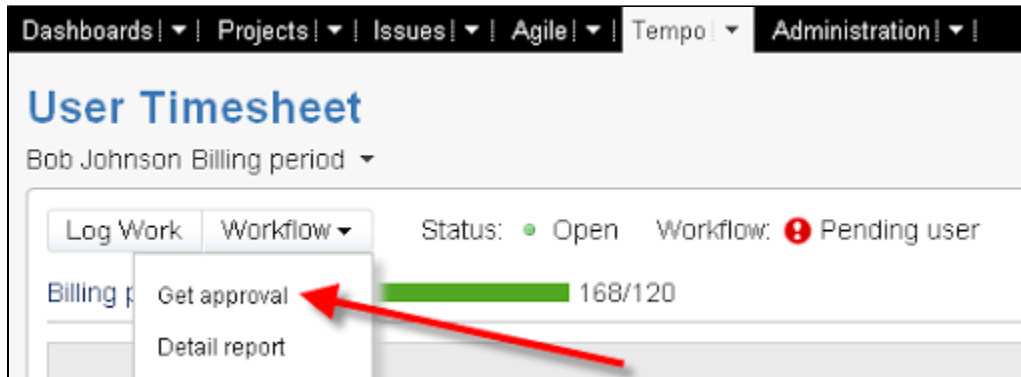 Dashboards | ▾ | Projects | ▾ | Issues | ▾ | Agile | ▾ | Tempo | ▾ Administration | ▾ |
User Timesheet
Bob Johnson Billing period ▾
Log Work Workflow ▾ Status: Open Workflow: Pending user
Billing 168/120
Get approval
Detail report